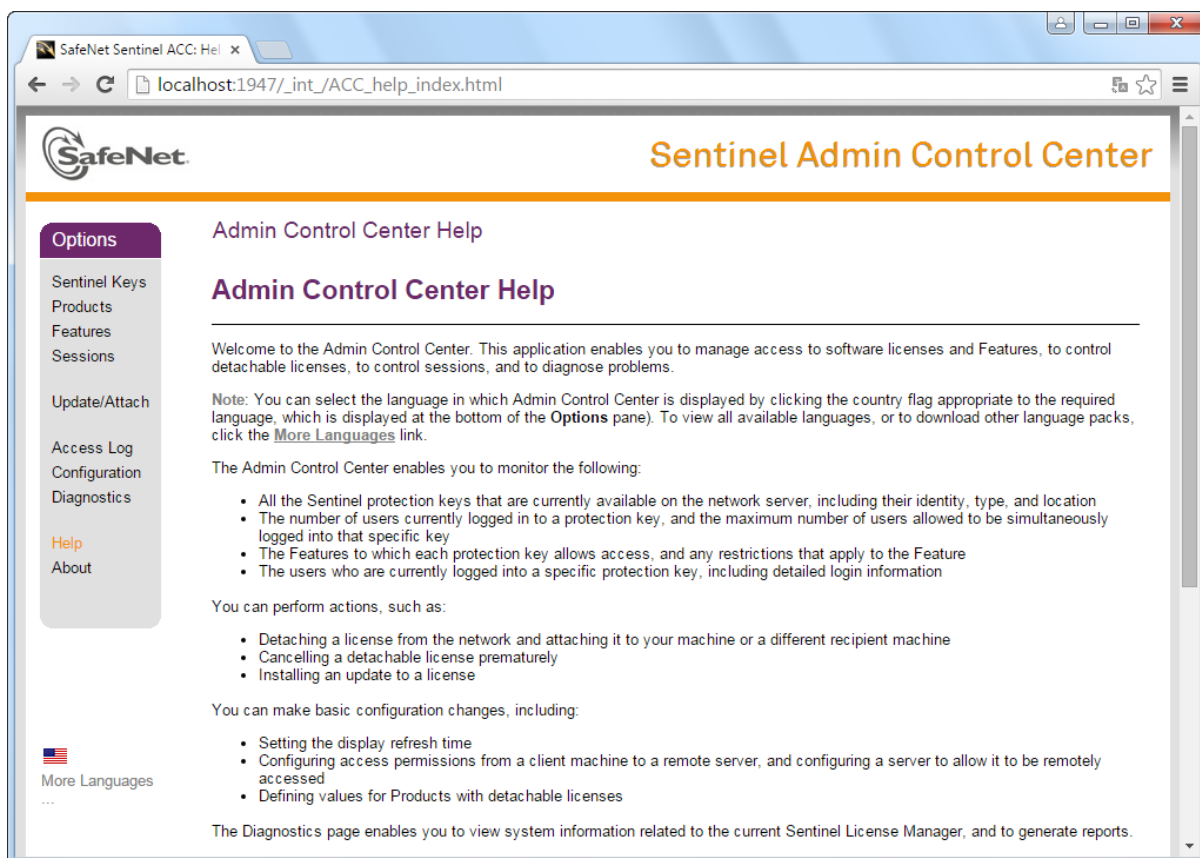 SafeNet Sentinel ACC: Hel
localhost:1947/_int_/ACC_help_index.html
SafeNet.
Sentinel Admin Control Center
Options
Sentinel Keys
Products
Features
Sessions
Update/Attach
Access Log
Configuration
Diagnostics
Help
About
More Languages
...
Admin Control Center Help
Admin Control Center Help
Welcome to the Admin Control Center. This application enables you to manage access to software licenses and Features, to control
detachable licenses, to control sessions, and to diagnose problems.
Note: You can select the language in which Admin Control Center is displayed by clicking the country flag appropriate to the required
language, which is displayed at the bottom of the Options pane). To view all available languages, or to download other language packs,
click the More Languages link.
The Admin Control Center enables you to monitor the following:
• All the Sentinel protection keys that are currently available on the network server, including their identity, type, and location
• The number of users currently logged in to a protection key, and the maximum number of users allowed to be simultaneously
logged into that specific key
• The Features to which each protection key allows access, and any restrictions that apply to the Feature
• The users who are currently logged into a specific protection key, including detailed login information
You can perform actions, such as:
• Detaching a license from the network and attaching it to your machine or a different recipient machine
• Cancelling a detachable license prematurely
• Installing an update to a license
You can make basic configuration changes, including:
• Setting the display refresh time
• Configuring access permissions from a client machine to a remote server, and configuring a server to allow it to be remotely
accessed
• Defining values for Products with detachable licenses
The Diagnostics page enables you to view system information related to the current Sentinel License Manager, and to generate reports.